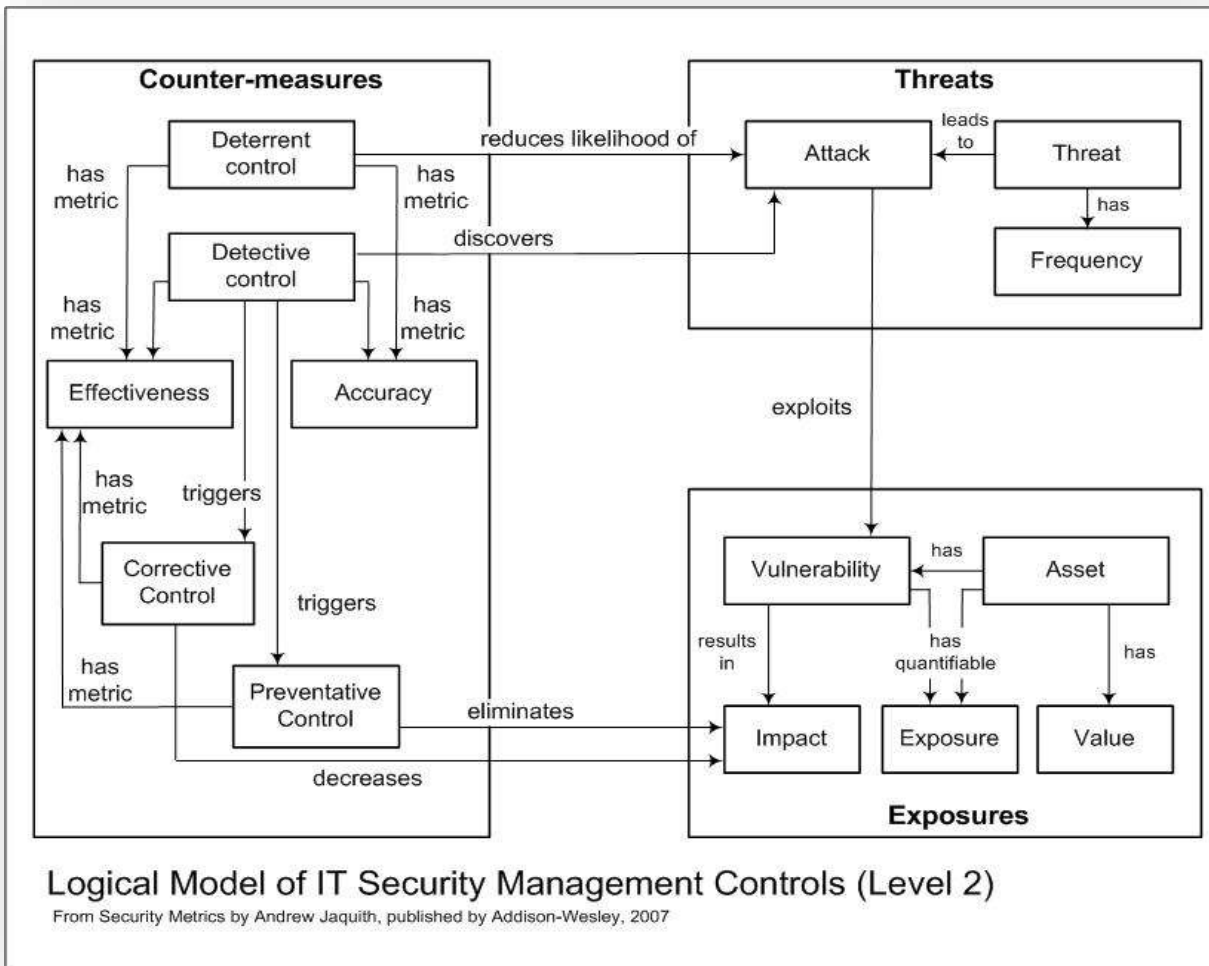 Counter-measures
Deterrent
control
has
metric
has
metric
Detective
control
has
metric
has
metric
Effectiveness
Accuracy
has
metric
triggers
Corrective
Control
triggers
has
metric
Preventative
Control
reduces likelihood of
discovers
eliminates
decreases
Threats
Attack
leads
to
Threat
has
Frequency
exploits
Vulnerability
has
Asset
results
in
has
quantifiable
has
Impact
Exposure
Value
Exposures
Logical Model of IT Security Management Controls (Level 2)
From Security Metrics by Andrew Jaquith, published by Addison-Wesley, 2007